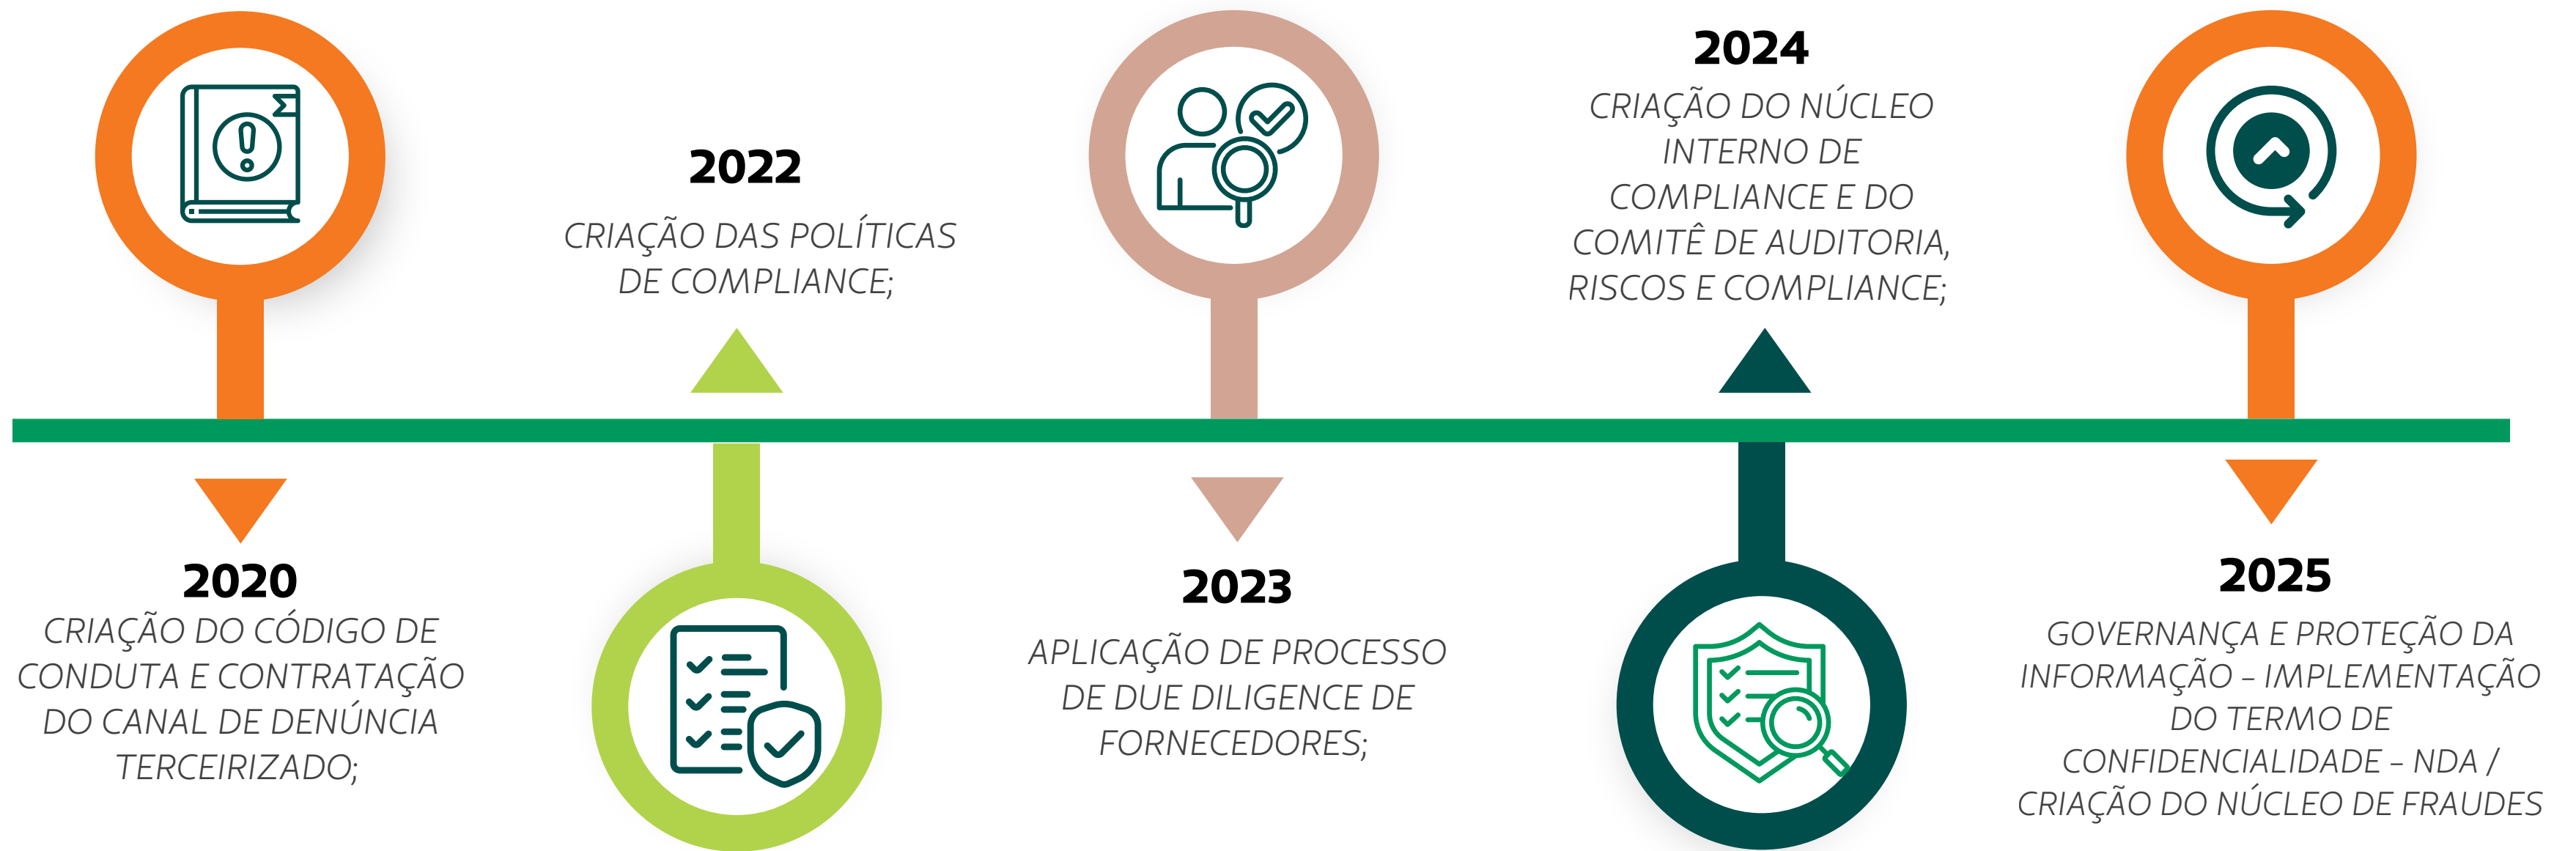 2020
CRIAÇÃO DO CÓDIGO DE
CONDUTA E CONTRATAÇÃO
DO CANAL DE DENÚNCIA
TERCEIRIZADO;
2022
CRIAÇÃO DAS POLÍTICAS
DE COMPLIANCE;
2023
APLICAÇÃO DE PROCESSO
DE DUE DILIGENCE DE
FORNECEDORES;
2024
CRIAÇÃO DO NÚCLEO
INTERNO DE
COMPLIANCE E DO
COMITÊ DE AUDITORIA,
RISCOS E COMPLIANCE;
2025
GOVERNANÇA E PROTEÇÃO DA
INFORMAÇÃO – IMPLEMENTAÇÃO
DO TERMO DE
CONFIDENCIALIDADE – NDA /
CRIAÇÃO DO NÚCLEO DE FRAUDES